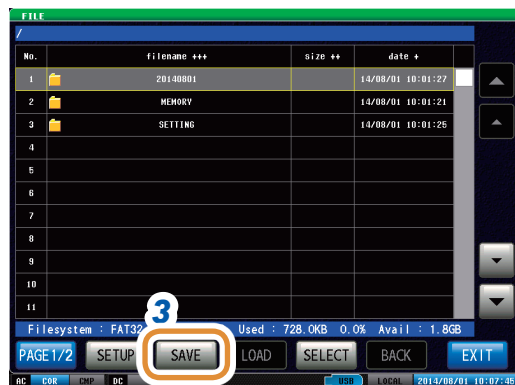 FILE
/
No. filename +++ size ++ date +
1 20140801 14/08/01 10:01:27
2 MEMORY 14/08/01 10:01:21
3 SETTING 14/08/01 10:01:25
4
5
6
7
8
9
10
11
3
Filesystem : FAT32 Used : 728.0KB 0.0% Avail : 1.8GB
PAGE1/2 SETUP SAVE LOAD SELECT BACK EXIT
AC COR CMP DC USB LOCAL 2014/08/01 10:07:45